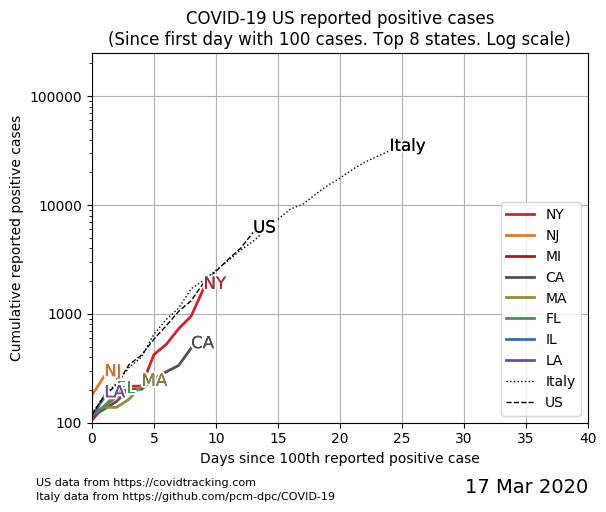 COVID-19 US reported positive cases
(Since first day with 100 cases. Top 8 states. Log scale)
Cumulative reported positive cases
100000
10000
1000
100
Italy
US
NY
CA
NJ
FL
MA
LA
NY
NJ
MI
CA
MA
FL
IL
LA
Italy
US
0 5 10 15 20 25 30 35 40
Days since 100th reported positive case
US data from https://covidtracking.com
Italy data from https://github.com/pcm-dpc/COVID-19
17 Mar 2020